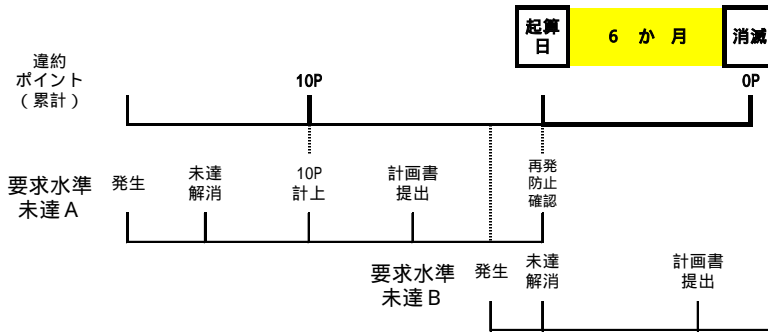 起算
日
6 か 月
消滅
違約
ポイント
(累計)
10P
0P
要求水準
未達A
発生
未達
解消
10P
計上
計画書
提出
再発
防止
確認
要求水準
未達B
発生
未達
解消
計画書
提出